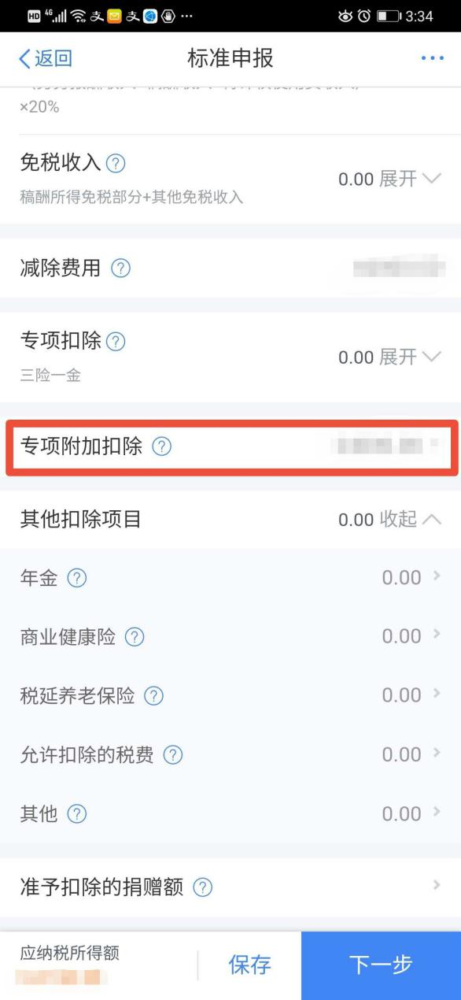 HD 4G 支 支 3:34
返回 标准申报 ...
×20%
免税收入 ?
0.00 展开
稿酬所得免税部分+其他免税收入
减除费用 ?
专项扣除 ?
0.00 展开
三险一金
专项附加扣除 ?
其他扣除项目 0.00 收起
年金 ? 0.00
商业健康险 ? 0.00
税延养老保险 ? 0.00
允许扣除的税费 ? 0.00
其他 ? 0.00
准予扣除的捐赠额 ?
应纳税所得额
保存 下一步